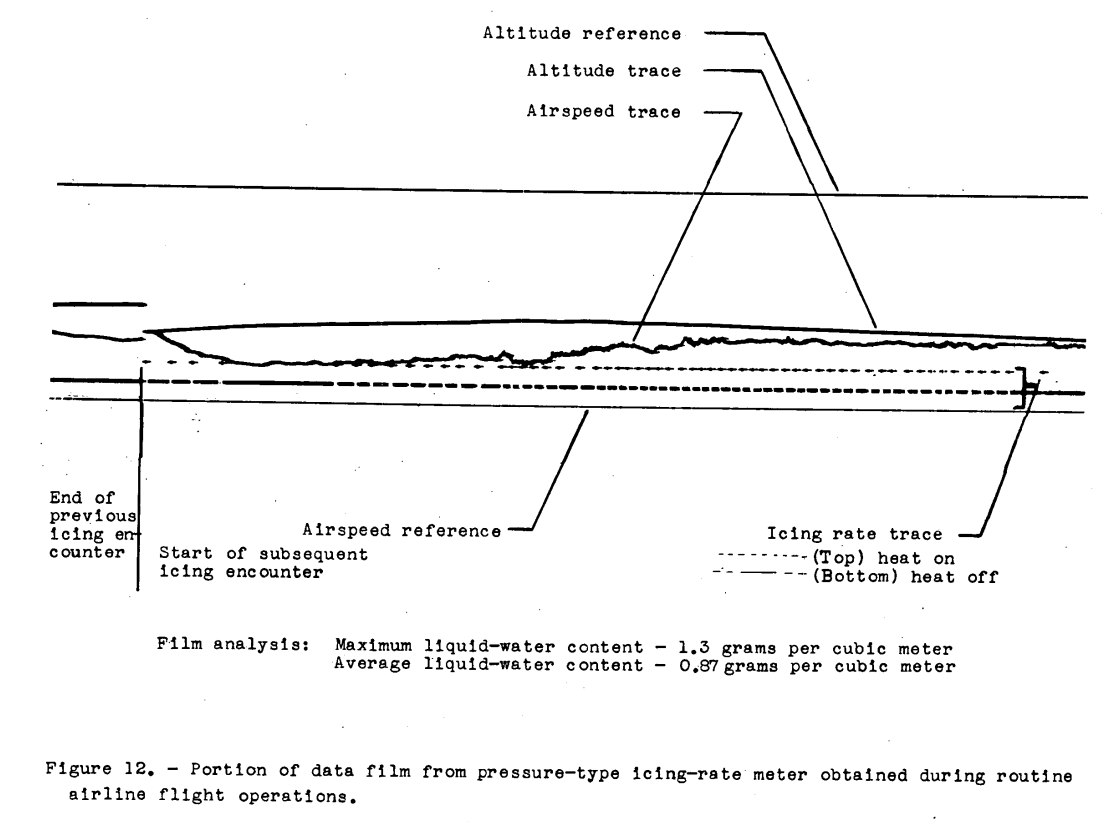 Altitude reference
Altitude trace
Airspeed trace
End of
previous
icing en-
counter
Airspeed reference
Start of subsequent
icing encounter
Icing rate trace
(Top) heat on
(Bottom) heat off
Film analysis: Maximum liquid-water content - 1.3 grams per cubic meter
Average liquid-water content - 0.87 grams per cubic meter
Figure 12. - Portion of data film from pressure-type icing-rate meter obtained during routine
airline flight operations.